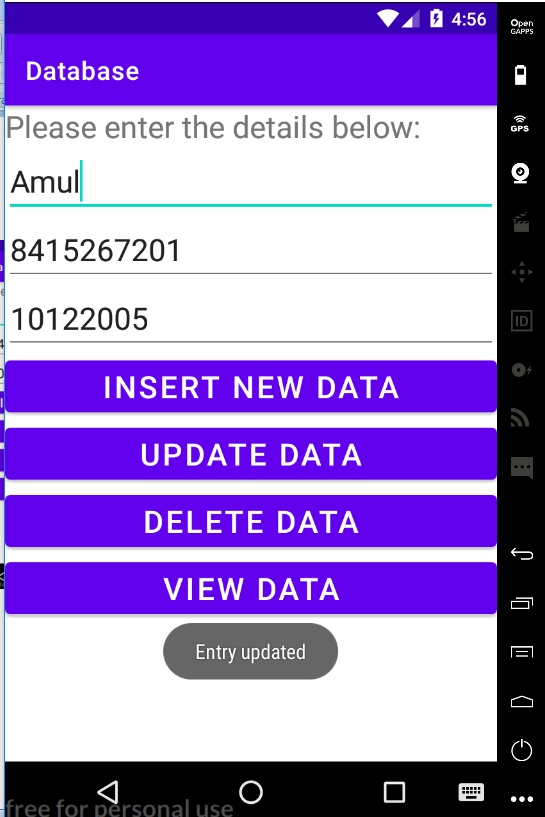 4:56
Open
GAPPS
Database
Please enter the details below:
GPS
Amul
8415267201
10122005
ID
INSERT NEW DATA
UPDATE DATA
DELETE DATA
VIEW DATA
Entry updated
free for personal use